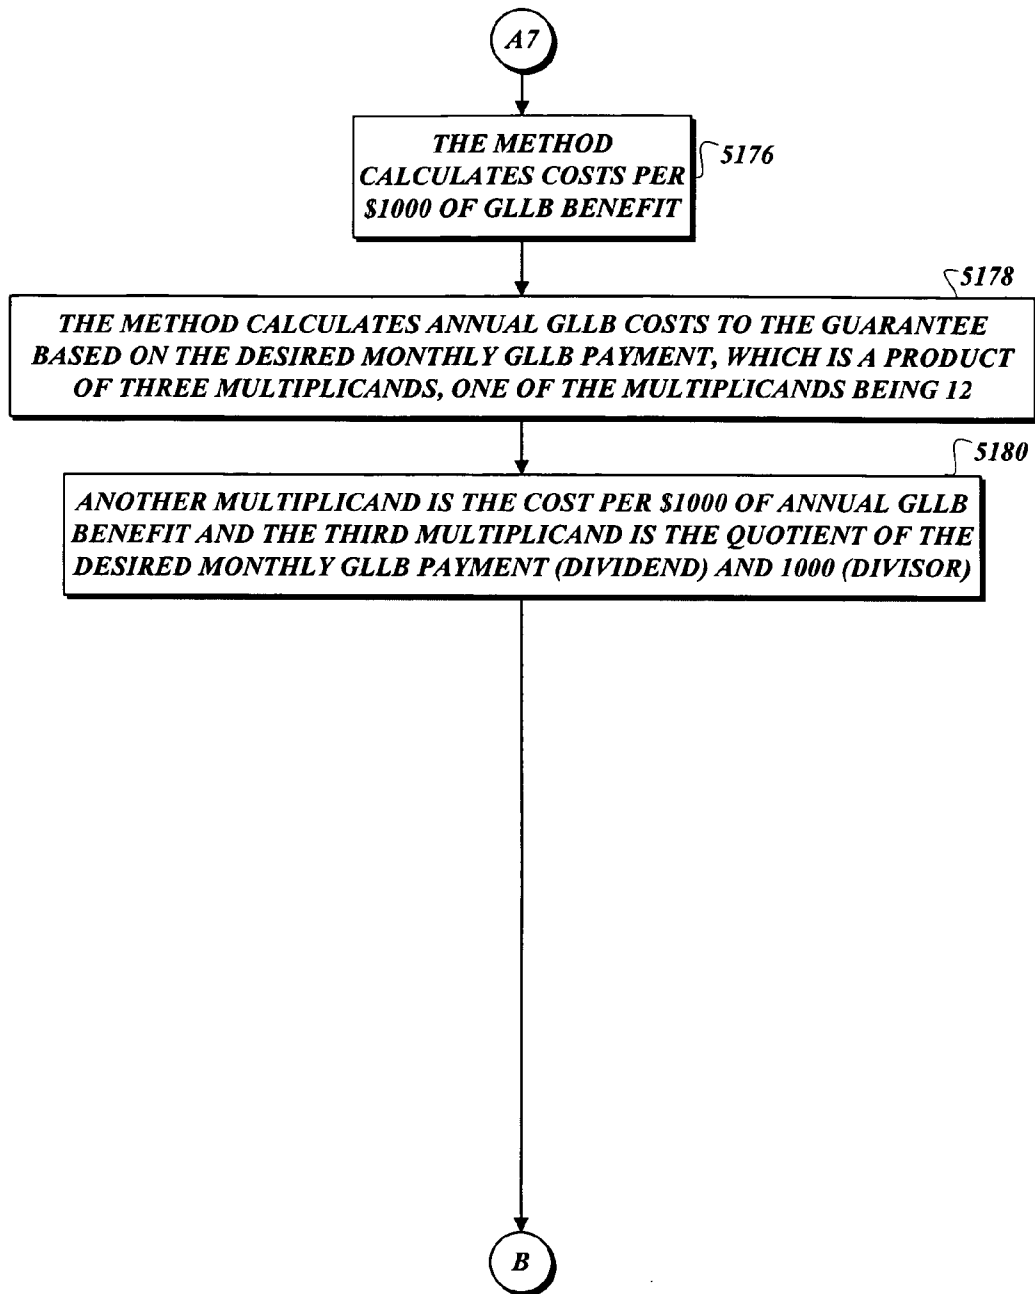 A7
THE METHOD
CALCULATES COSTS PER
$1000 OF GLLB BENEFIT
5176
5178
THE METHOD CALCULATES ANNUAL GLLB COSTS TO THE GUARANTEE
BASED ON THE DESIRED MONTHLY GLLB PAYMENT, WHICH IS A PRODUCT
OF THREE MULTIPLICANDS, ONE OF THE MULTIPLICANDS BEING 12
5180
ANOTHER MULTIPLICAND IS THE COST PER $1000 OF ANNUAL GLLB
BENEFIT AND THE THIRD MULTIPLICAND IS THE QUOTIENT OF THE
DESIRED MONTHLY GLLB PAYMENT (DIVIDEND) AND 1000 (DIVISOR)
B